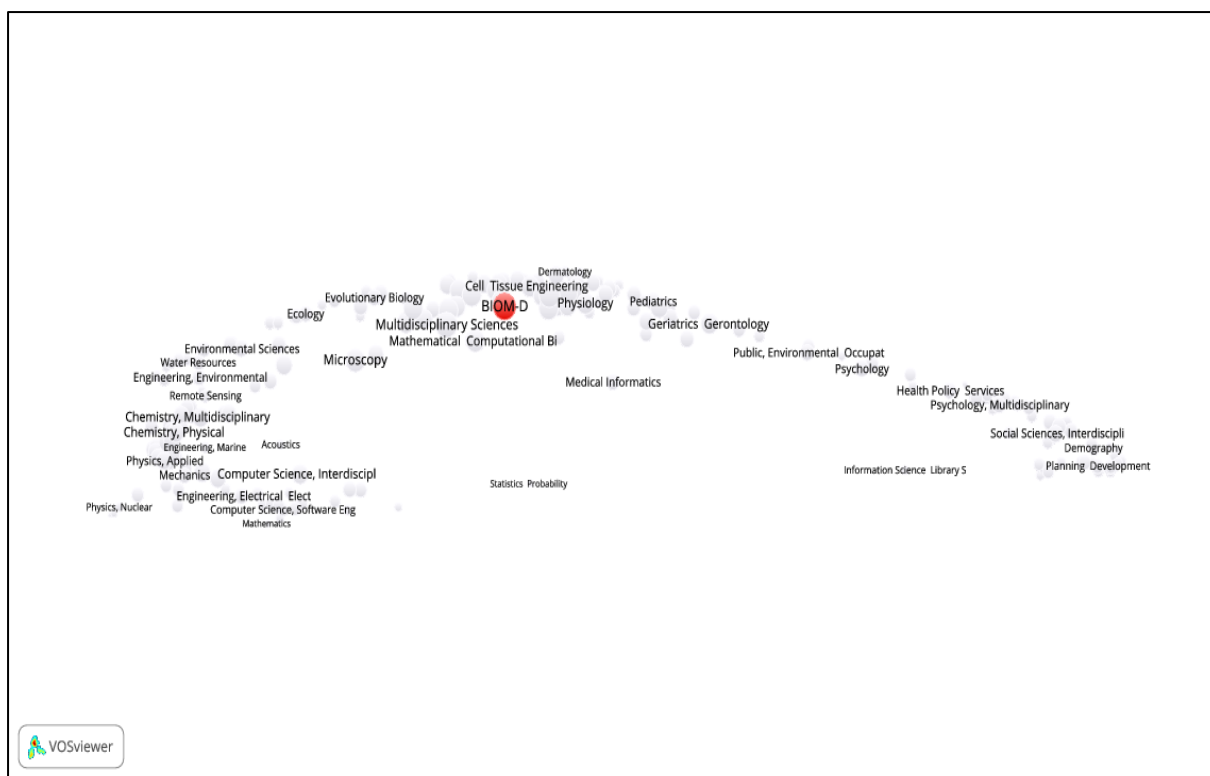 Dermatology
Cell Tissue Engineering
Evolutionary Biology
BIOM-D
Physiology
Pediatrics
Ecology
Multidisciplinary Sciences
Geriatrics Gerontology
Mathematical Computational Bi
Environmental Sciences
Public, Environmental Occupat
Microscopy
Water Resources
Psychology
Engineering, Environmental
Medical Informatics
Health Policy Services
Remote Sensing
Psychology, Multidisciplinary
Chemistry, Multidisciplinary
Chemistry, Physical
Social Sciences, Interdiscipli
Acoustics
Engineering, Marine
Demography
Physics, Applied
Planning Development
Information Science Library S
Mechanics
Computer Science, Interdiscipl
Statistics Probability
Engineering, Electrical Elect
Physics, Nuclear
Computer Science, Software Eng
Mathematics
VOSviewer